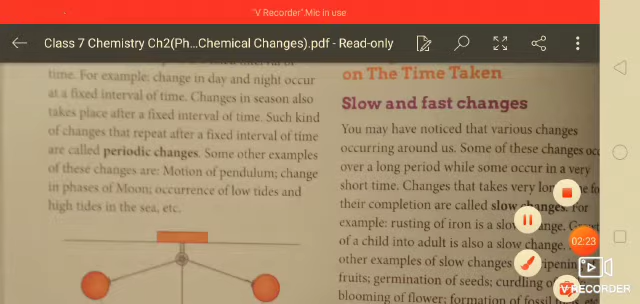 "V Recorder".Mic in use
Class 7 Chemistry Ch2(Ph...Chemical Changes).pdf - Read-only
time. For example: change in day and night occur
at a fixed interval of time. Changes in season also
takes place after a fixed interval of time. Such kind
of changes that repeat after a fixed interval of time
are called periodic changes. Some other examples
of these changes are: Motion of pendulum; change
in phases of Moon; occurrence of low tides and
high tides in the sea, etc.
on The Time Taken
Slow and fast changes
You may have noticed that various changes
occurring around us. Some of these changes
over a long period while some occur in a very
short time. Changes that takes very
their completion are called slow changes. For
example: rusting of iron is a slow
of a child into adult is also a slow change.
other examples of slow changes
fruits; germination of seeds; curdling
blooming of flower; formation of fossil
02:23
V RECORDER